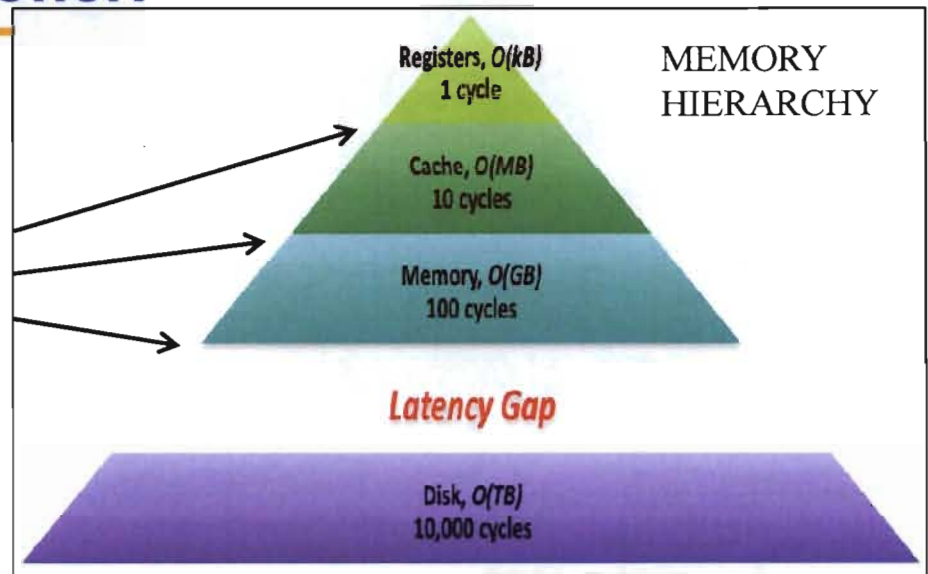 MEMORY
HIERARCHY
Registers, O(kB)
1 cycle
Cache, O(MB)
10 cycles
Memory, O(GB)
100 cycles
Latency Gap
Disk, O(TB)
10,000 cycles